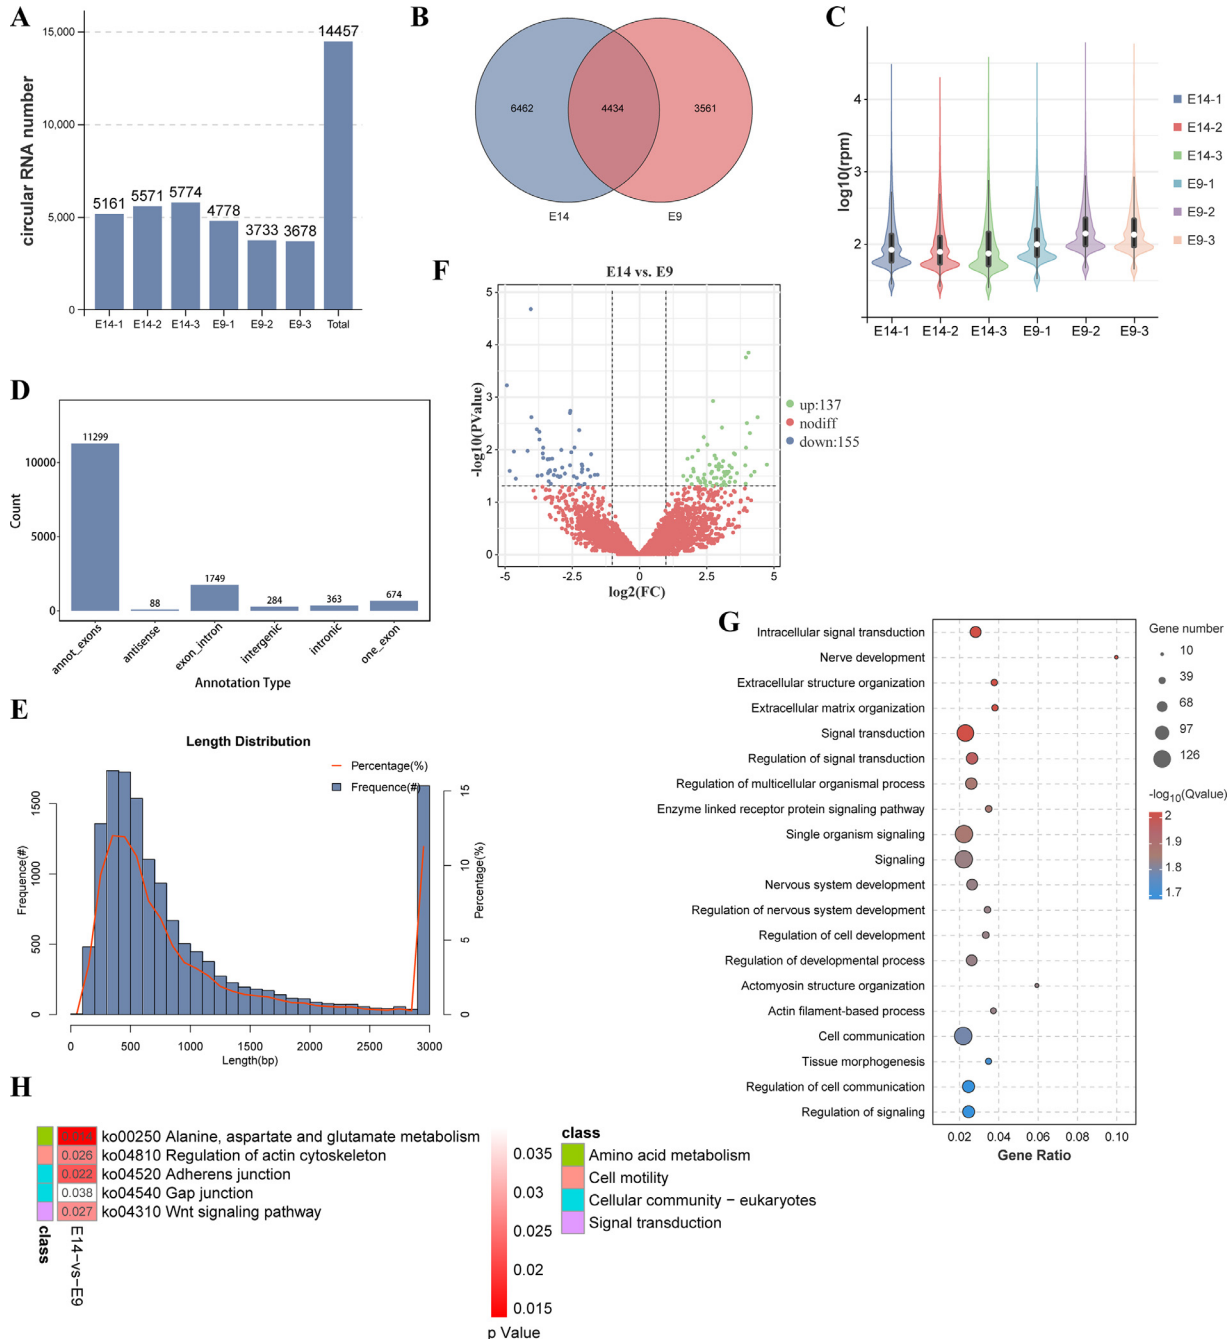 A
circular RNA number
15,000
10,000
5,000
0
5161
5571
5774
4778
3733
3678
14457
E14-1
E14-2
E14-3
E9-1
E9-2
E9-3
Total
B
6462
4434
3561
E14
E9
C
log10(rpm)
4
2
E14-1
E14-2
E14-3
E9-1
E9-2
E9-3
E14-1
E14-2
E14-3
E9-1
E9-2
E9-3
D
Count
10000
5000
0
11299
88
1749
284
363
674
annot_exons
antisense
exon_intron
intergenic
intronic
one_exon
Annotation Type
F
E14 vs. E9
-log10(PValue)
5
4
3
2
1
0
-5
-2.5
0
2.5
5
log2(FC)
up:137
nodiff
down:155
E
Length Distribution
Percentage(%)
Frequence(#)
Frequence(#)
1500
1000
500
0
Percentage(%)
15
10
5
0
0
500
1000
1500
2000
2500
3000
Length(bp)
G
Intracellular signal transduction
Nerve development
Extracellular structure organization
Extracellular matrix organization
Signal transduction
Regulation of signal transduction
Regulation of multicellular organismal process
Enzyme linked receptor protein signaling pathway
Single organism signaling
Signaling
Nervous system development
Regulation of nervous system development
Regulation of cell development
Regulation of developmental process
Actomyosin structure organization
Actin filament-based process
Cell communication
Tissue morphogenesis
Regulation of cell communication
Regulation of signaling
0.02
0.04
0.06
0.08
0.10
Gene Ratio
Gene number
10
39
68
97
126
-log10(Qvalue)
2
1.9
1.8
1.7
H
0.014 ko00250 Alanine, aspartate and glutamate metabolism
0.026 ko04810 Regulation of actin cytoskeleton
0.022 ko04520 Adherens junction
0.038 ko04540 Gap junction
0.027 ko04310 Wnt signaling pathway
class
E14-vs-E9
0.035
0.03
0.025
0.02
0.015
p Value
class
Amino acid metabolism
Cell motility
Cellular community − eukaryotes
Signal transduction